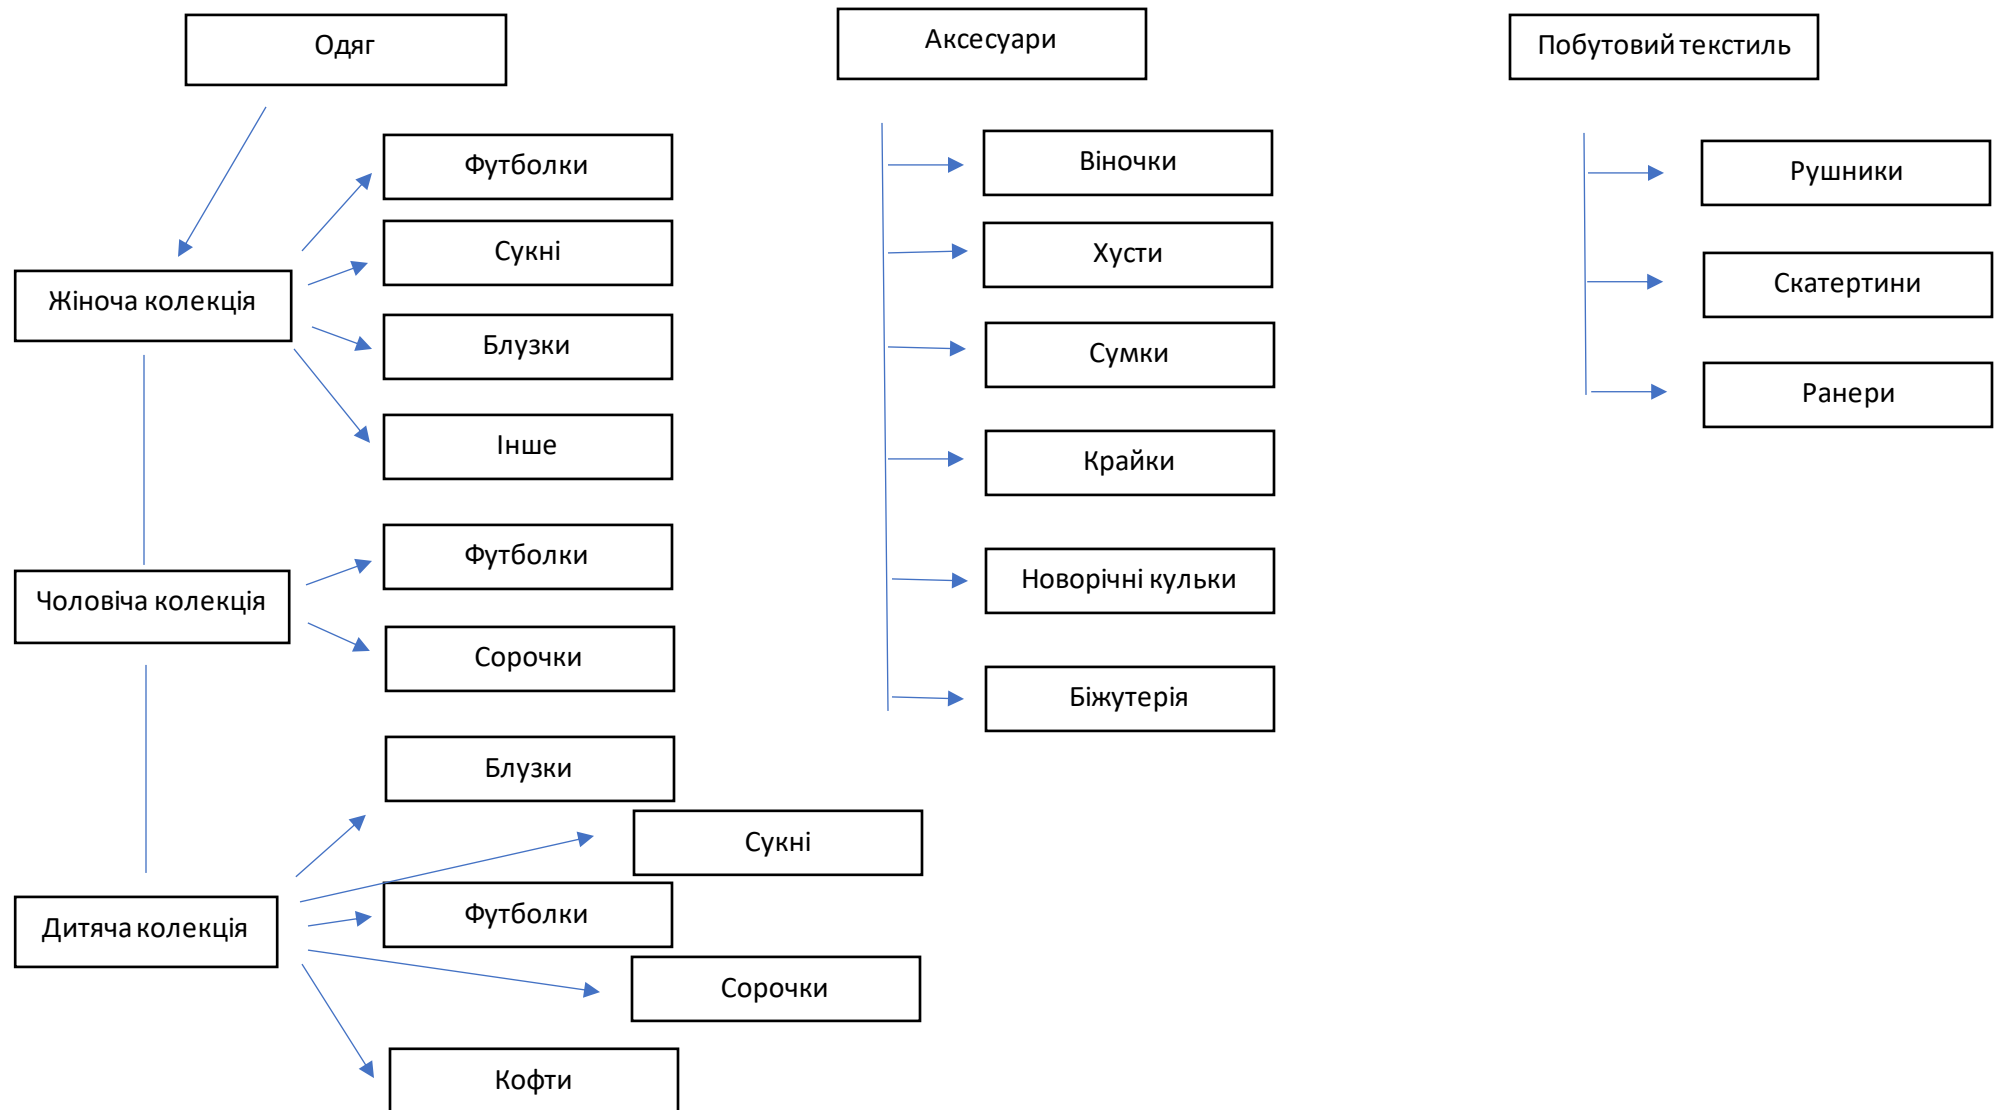 Одяг
Жіноча колекція
Футболки
Сукні
Блузки
Інше
Чоловіча колекція
Футболки
Сорочки
Дитяча колекція
Блузки
Сукні
Футболки
Сорочки
Кофти
Аксесуари
Віночки
Хусти
Сумки
Крайки
Новорічні кульки
Біжутерія
Побутовий текстиль
Рушники
Скатертини
Ранери